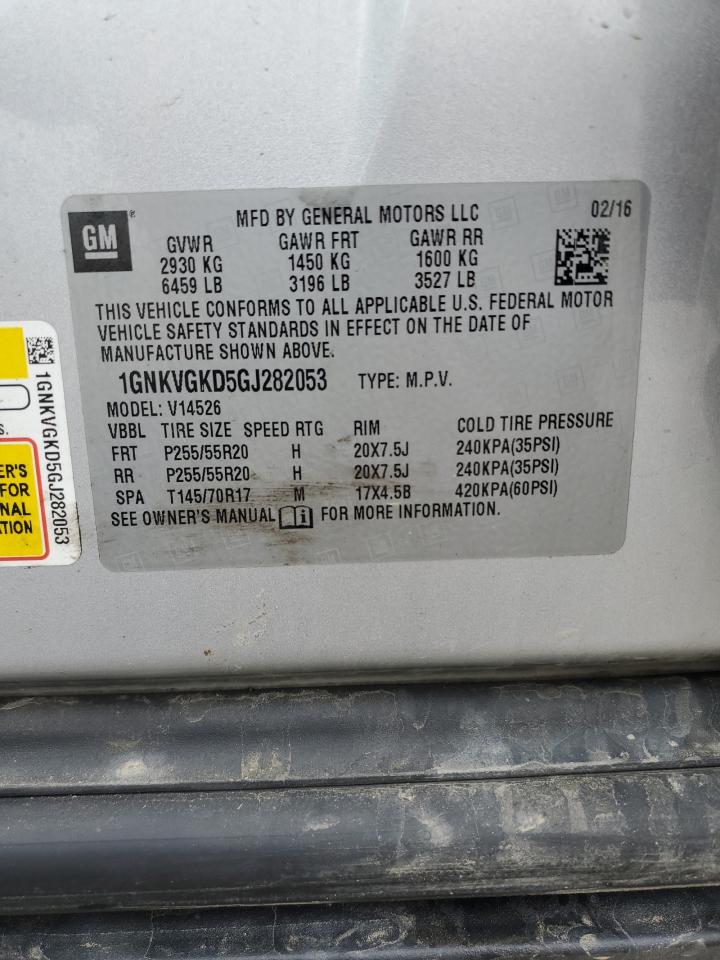 GM®
MFD BY GENERAL MOTORS LLC 02/16
GVWR GAWR FRT GAWR RR
2930 KG 1450 KG 1600 KG
6459 LB 3196 LB 3527 LB
THIS VEHICLE CONFORMS TO ALL APPLICABLE U.S. FEDERAL MOTOR
VEHICLE SAFETY STANDARDS IN EFFECT ON THE DATE OF
MANUFACTURE SHOWN ABOVE.
1GNKVGKD5GJ282053 TYPE: M.P.V.
MODEL: V14526
VBBL TIRE SIZE SPEED RTG RIM COLD TIRE PRESSURE
FRT P255/55R20 H 20X7.5J 240KPA(35PSI)
RR P255/55R20 H 20X7.5J 240KPA(35PSI)
SPA T145/70R17 M 17X4.5B 420KPA(60PSI)
SEE OWNER'S MANUAL FOR MORE INFORMATION.
1GNKVGKD5GJ282053
ER'S
FOR
NAL
TION